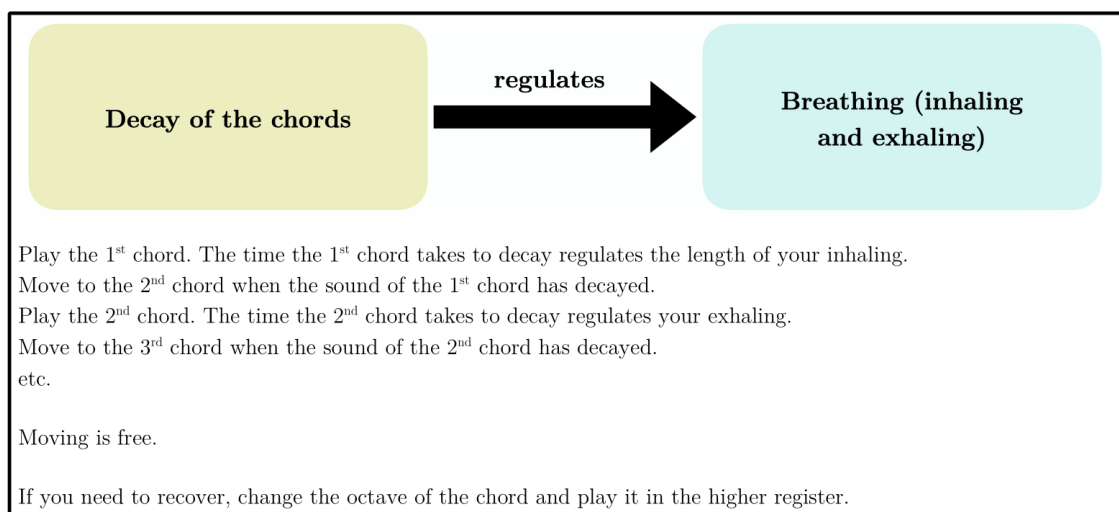 Decay of the chords
regulates
Breathing (inhaling
and exhaling)
Play the 1st chord. The time the 1st chord takes to decay regulates the length of your inhaling.
Move to the 2nd chord when the sound of the 1st chord has decayed.
Play the 2nd chord. The time the 2nd chord takes to decay regulates your exhaling.
Move to the 3rd chord when the sound of the 2nd chord has decayed.
etc.
Moving is free.
If you need to recover, change the octave of the chord and play it in the higher register.